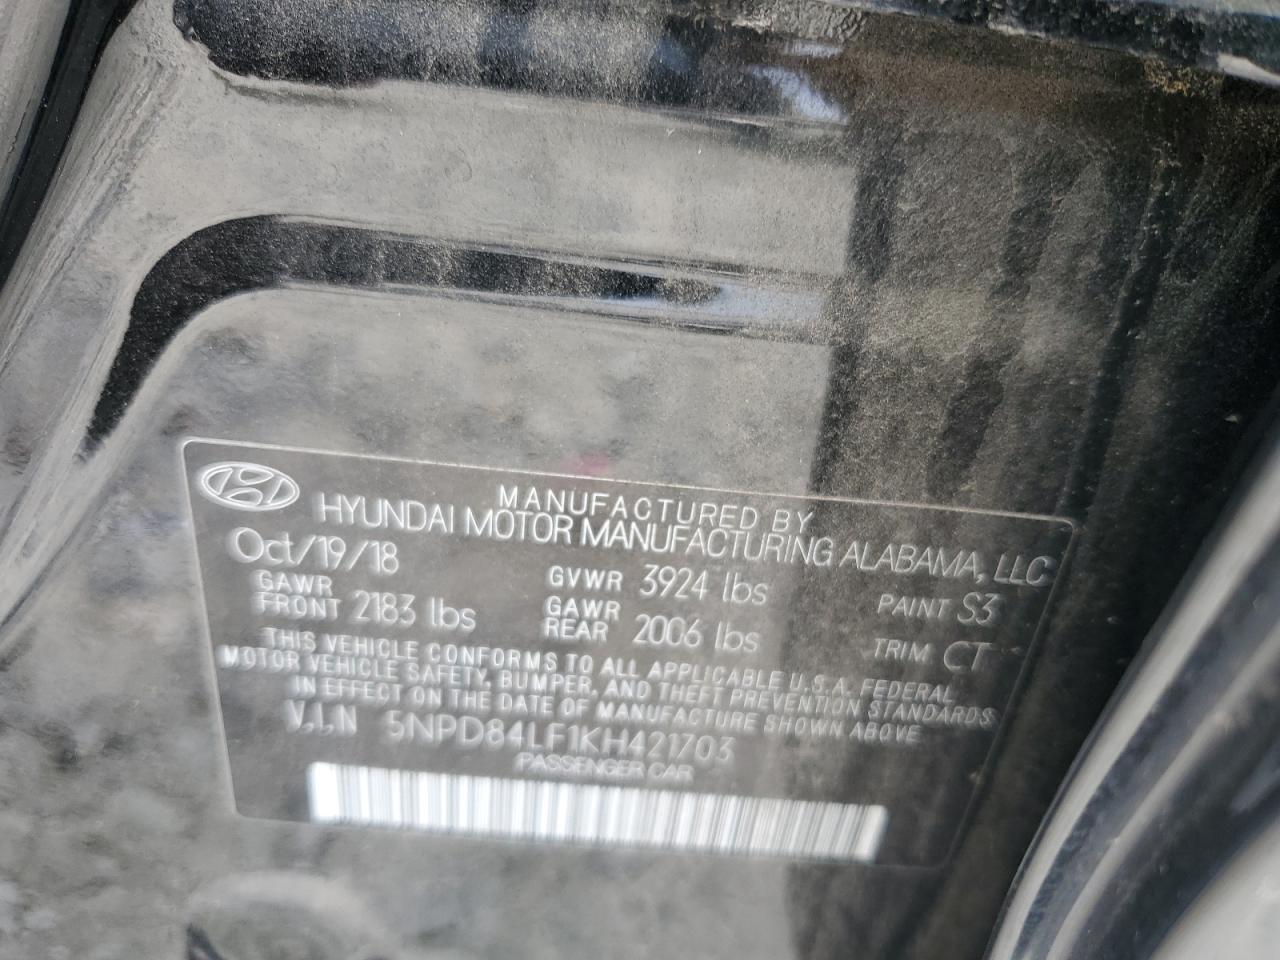 MANUFACTURED BY
HYUNDAI MOTOR MANUFACTURING ALABAMA, LLC
Oct/19/18 GVWR 3924 lbs PAINT S3
GAWR FRONT 2183 lbs GAWR REAR 2006 lbs TRIM CT
THIS VEHICLE CONFORMS TO ALL APPLICABLE U.S.A. FEDERAL
MOTOR VEHICLE SAFETY, BUMPER, AND THEFT PREVENTION STANDARDS
IN EFFECT ON THE DATE OF MANUFACTURE SHOWN ABOVE
V.I.N 5NPD84LF1KH421703
PASSENGER CAR